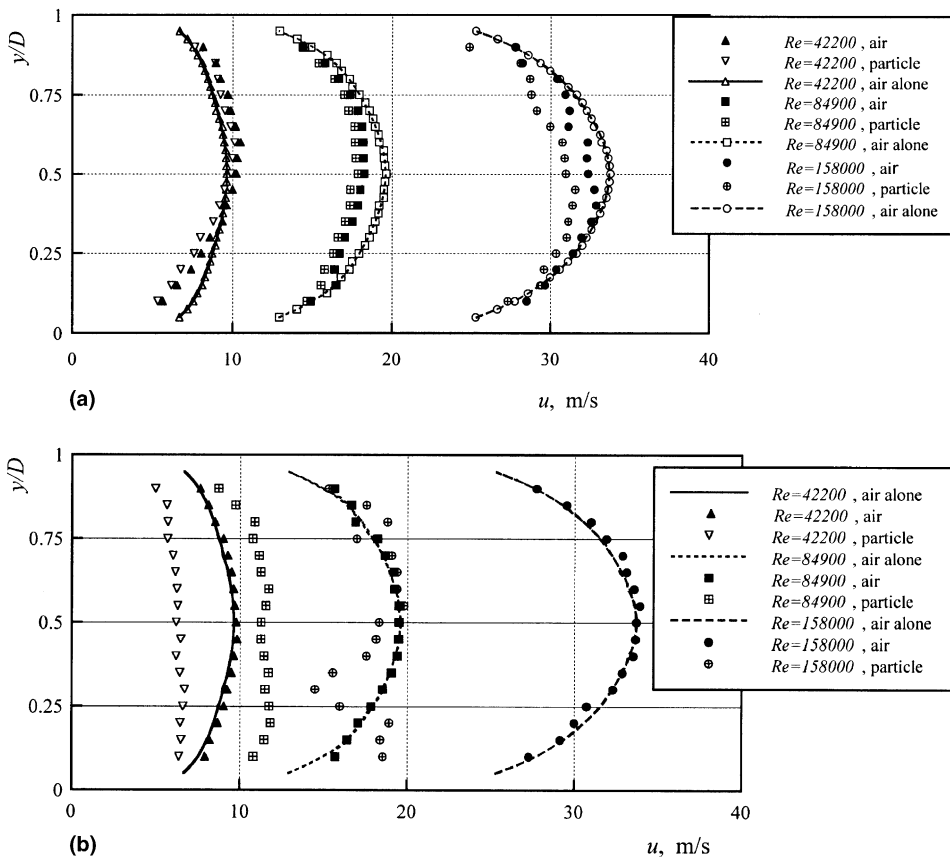 y/D
1
0.75
0.5
0.25
0
0 10 20 30 40
Re=42200 , air
Re=42200 , particle
Re=42200 , air alone
Re=84900 , air
Re=84900 , particle
Re=84900 , air alone
Re=158000 , air
Re=158000 , particle
Re=158000 , air alone
(a)
u, m/s
y/D
1
0.75
0.5
0.25
0
0 10 20 30 40
Re=42200 , air alone
Re=42200 , air
Re=42200 , particle
Re=84900 , air alone
Re=84900 , air
Re=84900 , particle
Re=158000 , air alone
Re=158000 , air
Re=158000 , particle
(b)
u, m/s